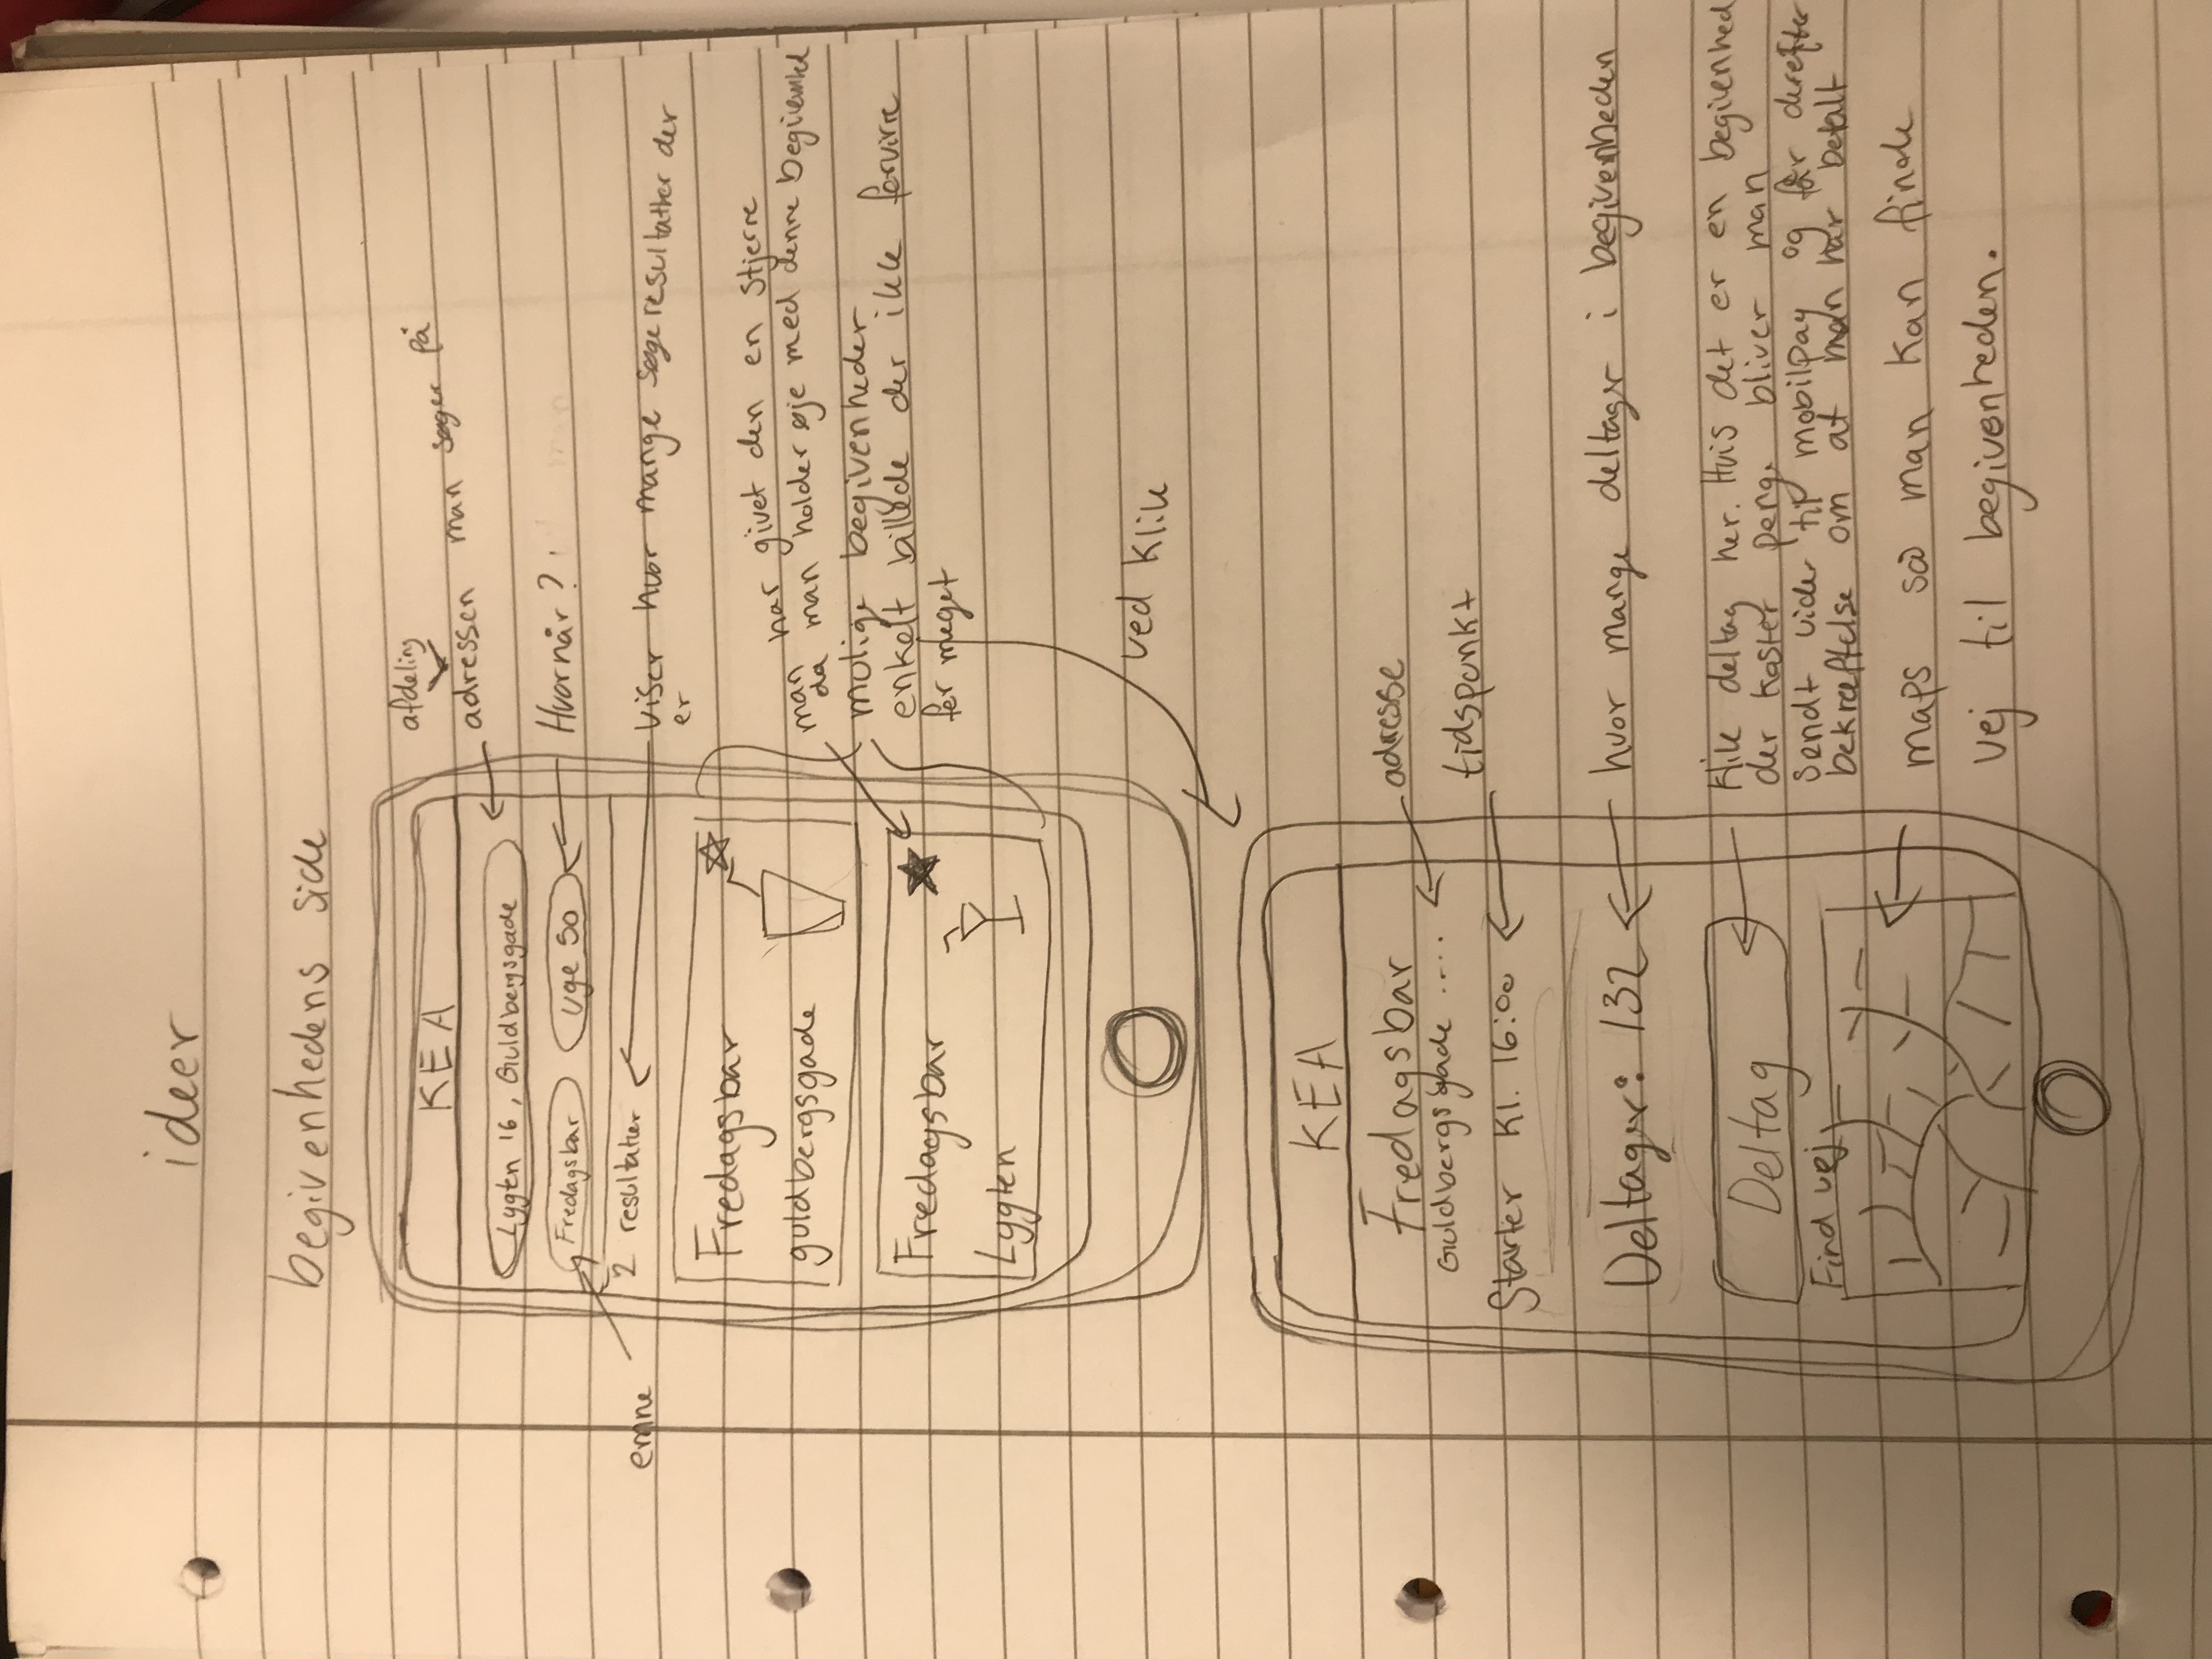 ideer
begivenhedens side
KEA
Lygten 16, Guldbergsgade
Fredagsbar
Uge 50
2 resultater
Fredagsbar
guldbergsgade
Fredagsbar
Lygten
emne
afdeling
adressen man søger på
Hvornår?
viser hvor mange søgeresultather der
er
man har givet den en stjerre
da man holder øje med denne begivenhed
mulige begivenheder
enkelt billede der ikke forvirre
for meget
ved klik
KEA
Fredagsbar
Guldbergsgade ....
Starter Kl. 16:00
Deltager: 132
Deltag
Find vej
adresse
tidspunkt
hvor mange deltager i begivenheden
Klik deltag her. Hvis det er en begivenhed
der koster penge bliver man
sendt vider til mobilpay og får derefter
bekræftelse om at man har betalt
maps så man kan finde
vej til begivenheden.